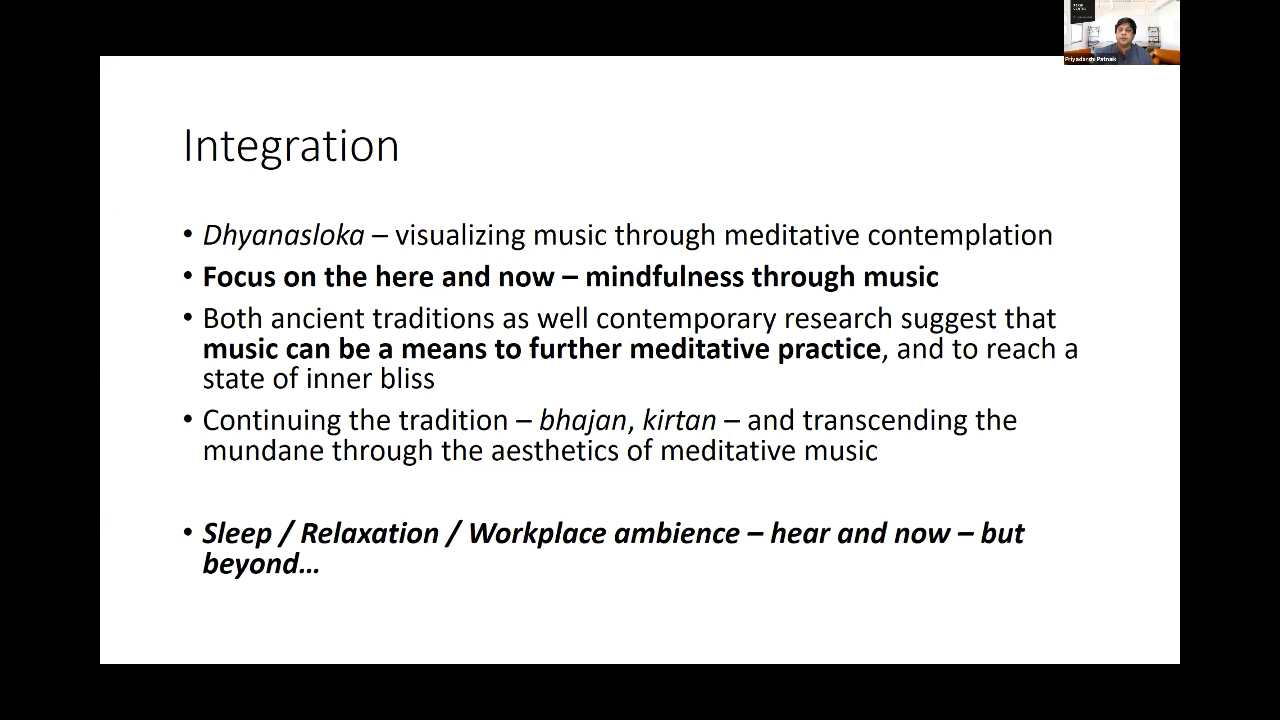 Priyadarshi Patnaik
Integration
• Dhyanasloka – visualizing music through meditative contemplation
• Focus on the here and now – mindfulness through music
• Both ancient traditions as well contemporary research suggest that
music can be a means to further meditative practice, and to reach a
state of inner bliss
• Continuing the tradition – bhajan, kirtan – and transcending the
mundane through the aesthetics of meditative music
• Sleep / Relaxation / Workplace ambience – hear and now – but
beyond...